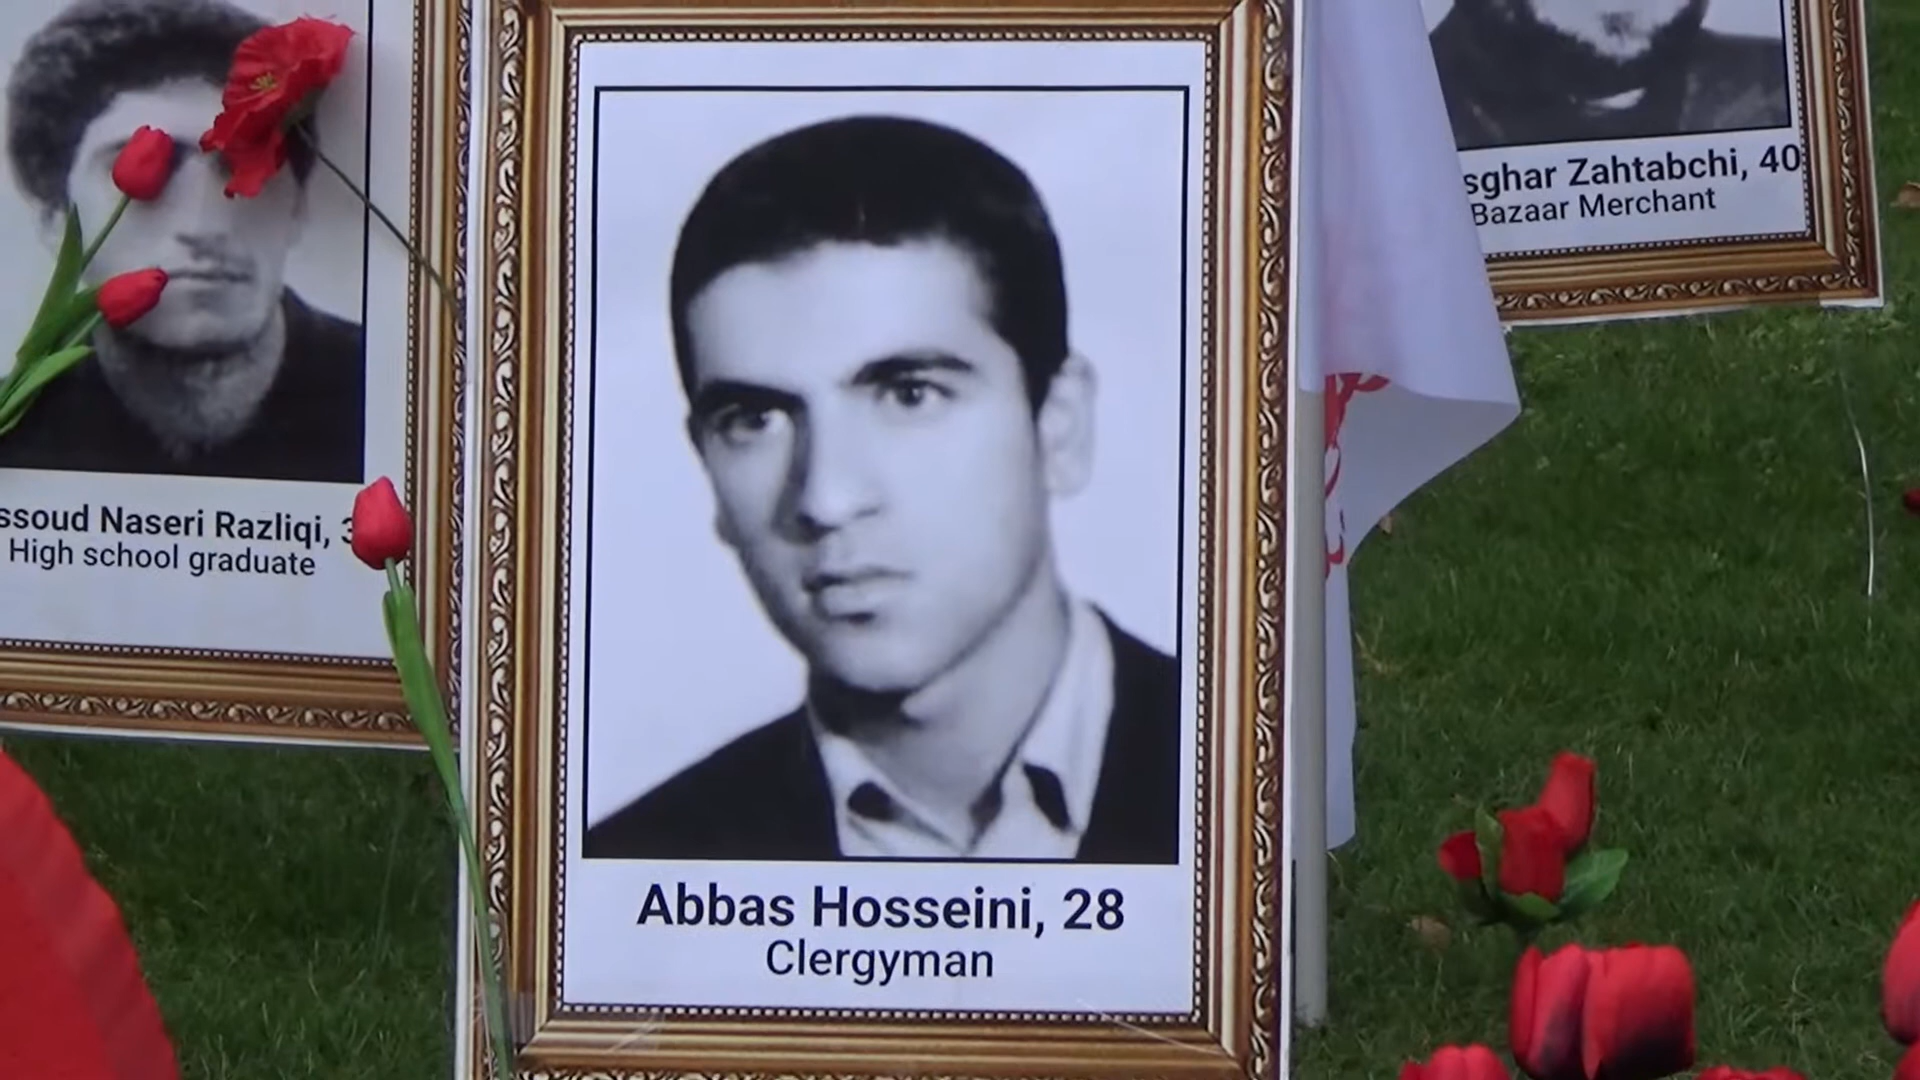 ssoud Naseri Razliqi, 3
High school graduate
Abbas Hosseini, 28
Clergyman
sghar Zahtabchi, 40
Bazaar Merchant